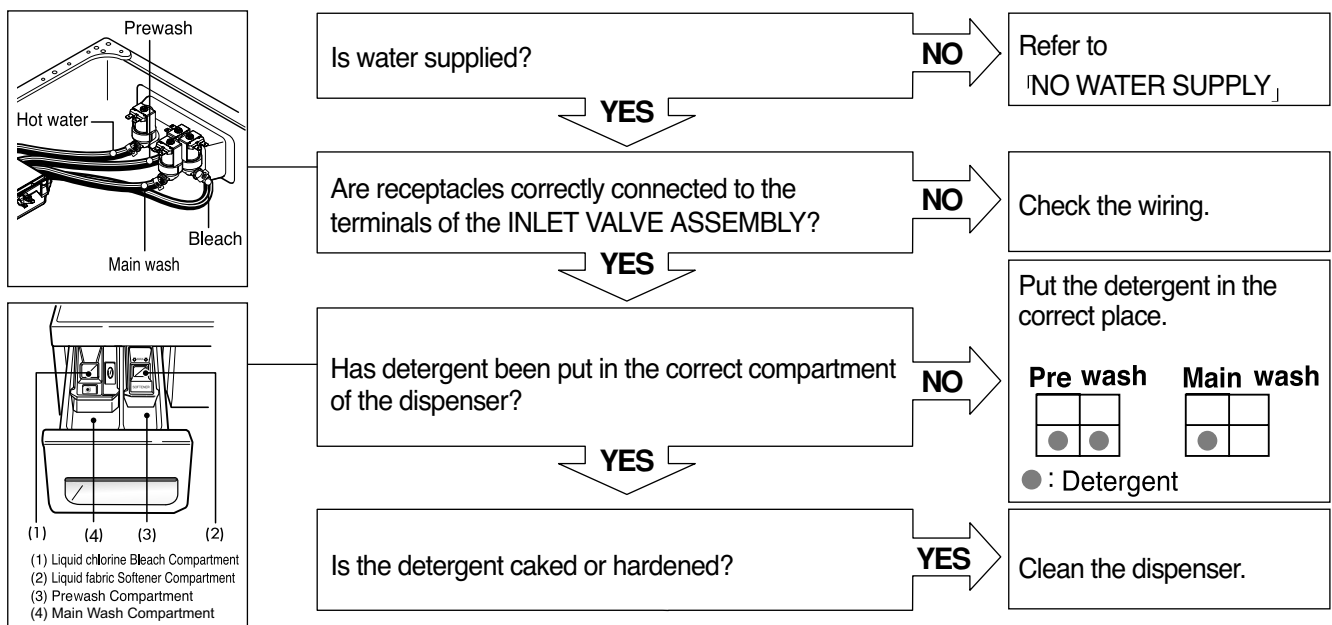 Prewash
Hot water
Bleach
Main wash
Is water supplied?
NO
Refer to
「NO WATER SUPPLY」
YES
Are receptacles correctly connected to the
terminals of the INLET VALVE ASSEMBLY?
NO
Check the wiring.
YES
Has detergent been put in the correct compartment
of the dispenser?
NO
Put the detergent in the
correct place.
Pre wash Main wash
: Detergent
YES
SOFTENER
(1) (4) (3) (2)
(1) Liquid chlorine Bleach Compartment
(2) Liquid fabric Softener Compartment
(3) Prewash Compartment
(4) Main Wash Compartment
Is the detergent caked or hardened?
YES
Clean the dispenser.